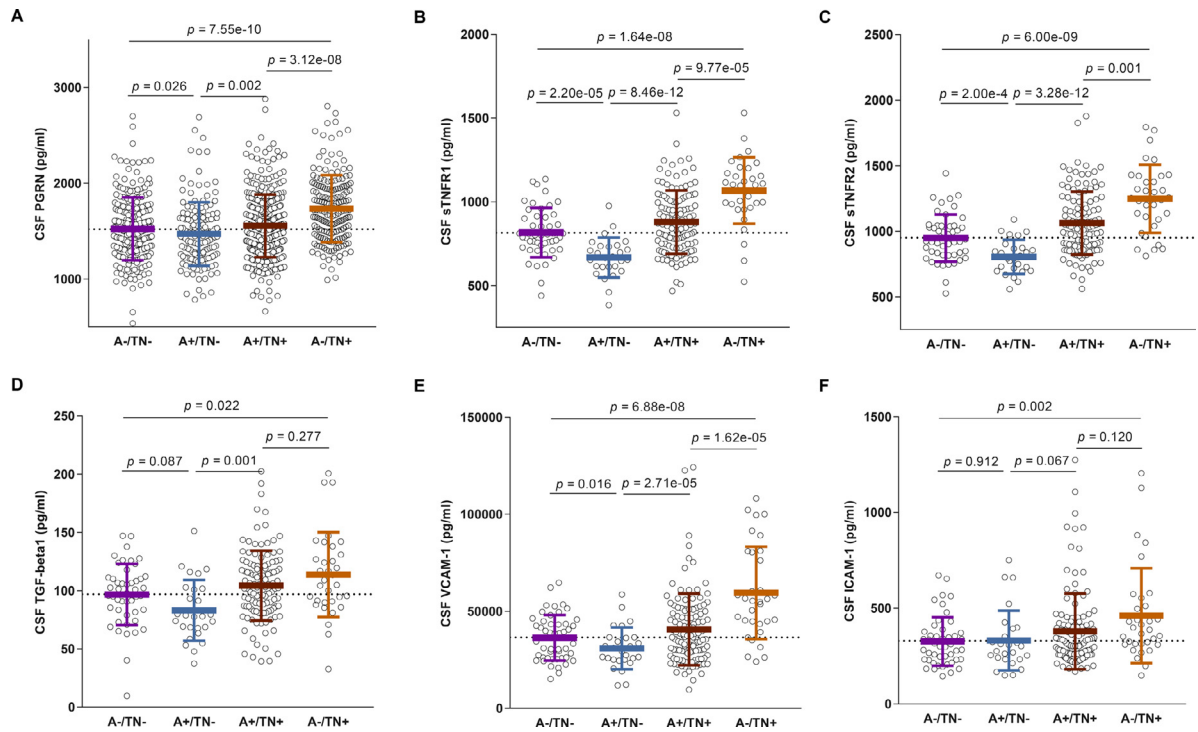 A
p = 7.55e-10
p = 3.12e-08
p = 0.026
p = 0.002
CSF PGRN (pg/ml)
3000
2000
1000
A-/TN-
A+/TN-
A+/TN+
A-/TN+
B
p = 1.64e-08
p = 9.77e-05
p = 2.20e-05
p = 8.46e-12
CSF sTNFR1 (pg/ml)
2000
1500
1000
500
A-/TN-
A+/TN-
A+/TN+
A-/TN+
C
p = 6.00e-09
p = 0.001
p = 2.00e-4
p = 3.28e-12
CSF sTNFR2 (pg/ml)
2500
2000
1500
1000
500
A-/TN-
A+/TN-
A+/TN+
A-/TN+
D
p = 0.022
p = 0.277
p = 0.087
p = 0.001
CSF TGF-beta1 (pg/ml)
250
200
150
100
50
0
A-/TN-
A+/TN-
A+/TN+
A-/TN+
E
p = 6.88e-08
p = 1.62e-05
p = 0.016
p = 2.71e-05
CSF VCAM-1 (pg/ml)
150000
100000
50000
0
A-/TN-
A+/TN-
A+/TN+
A-/TN+
F
p = 0.002
p = 0.120
p = 0.912
p = 0.067
CSF ICAM-1 (pg/ml)
1500
1000
500
0
A-/TN-
A+/TN-
A+/TN+
A-/TN+